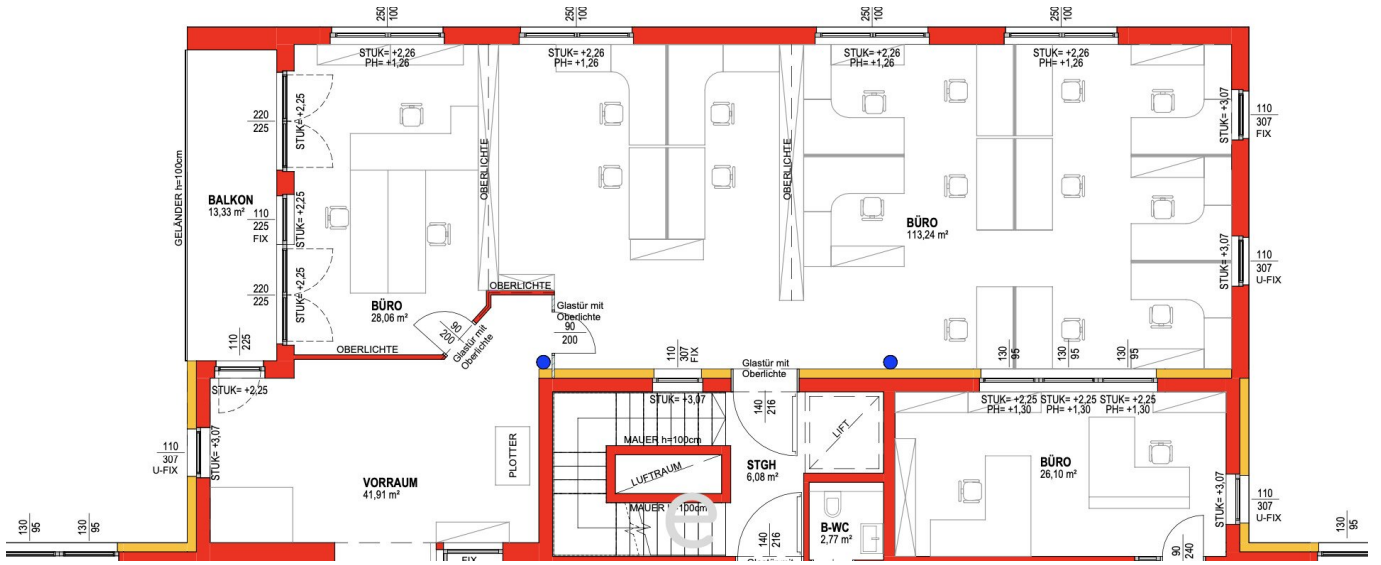 250
100
250
100
250
100
250
100
STUK= +2,26
PH= +1,26
STUK= +2,26
PH= +1,26
STUK= +2,26
PH= +1,26
STUK= +2,26
PH= +1,26
220
225
STUK= +2,25
GELÄNDER h=100cm
BALKON
13,33 m²
110
225
FIX
STUK= +2,25
220
225
STUK= +2,25
110
225
OBERLICHTE
OBERLICHTE
BÜRO
113,24 m²
STUK= +3,07
110
307
FIX
STUK= +3,07
110
307
U-FIX
BÜRO
28,06 m²
OBERLICHTE
OBERLICHTE
90
200
Glastür mit
Oberlichte
Glastür mit
Oberlichte
90
200
110
307
FIX
Glastür mit
Oberlichte
130
95
130
95
130
95
STUK= +2,25
STUK= +3,07
140
216
STUK= +2,25
PH= +1,30
STUK= +2,25
PH= +1,30
STUK= +2,25
PH= +1,30
110
307
U-FIX
STUK= +3,07
MAUER h=100cm
LIFT
PLOTTER
VORRAUM
41,91 m²
LUFTRAUM
STGH
6,08 m²
BÜRO
26,10 m²
STUK= +3,07
110
307
U-FIX
e
MAUER h=100cm
B-WC
2,77 m²
130
95
130
95
140
216
90
240
130
95
FIX
Glastür mit